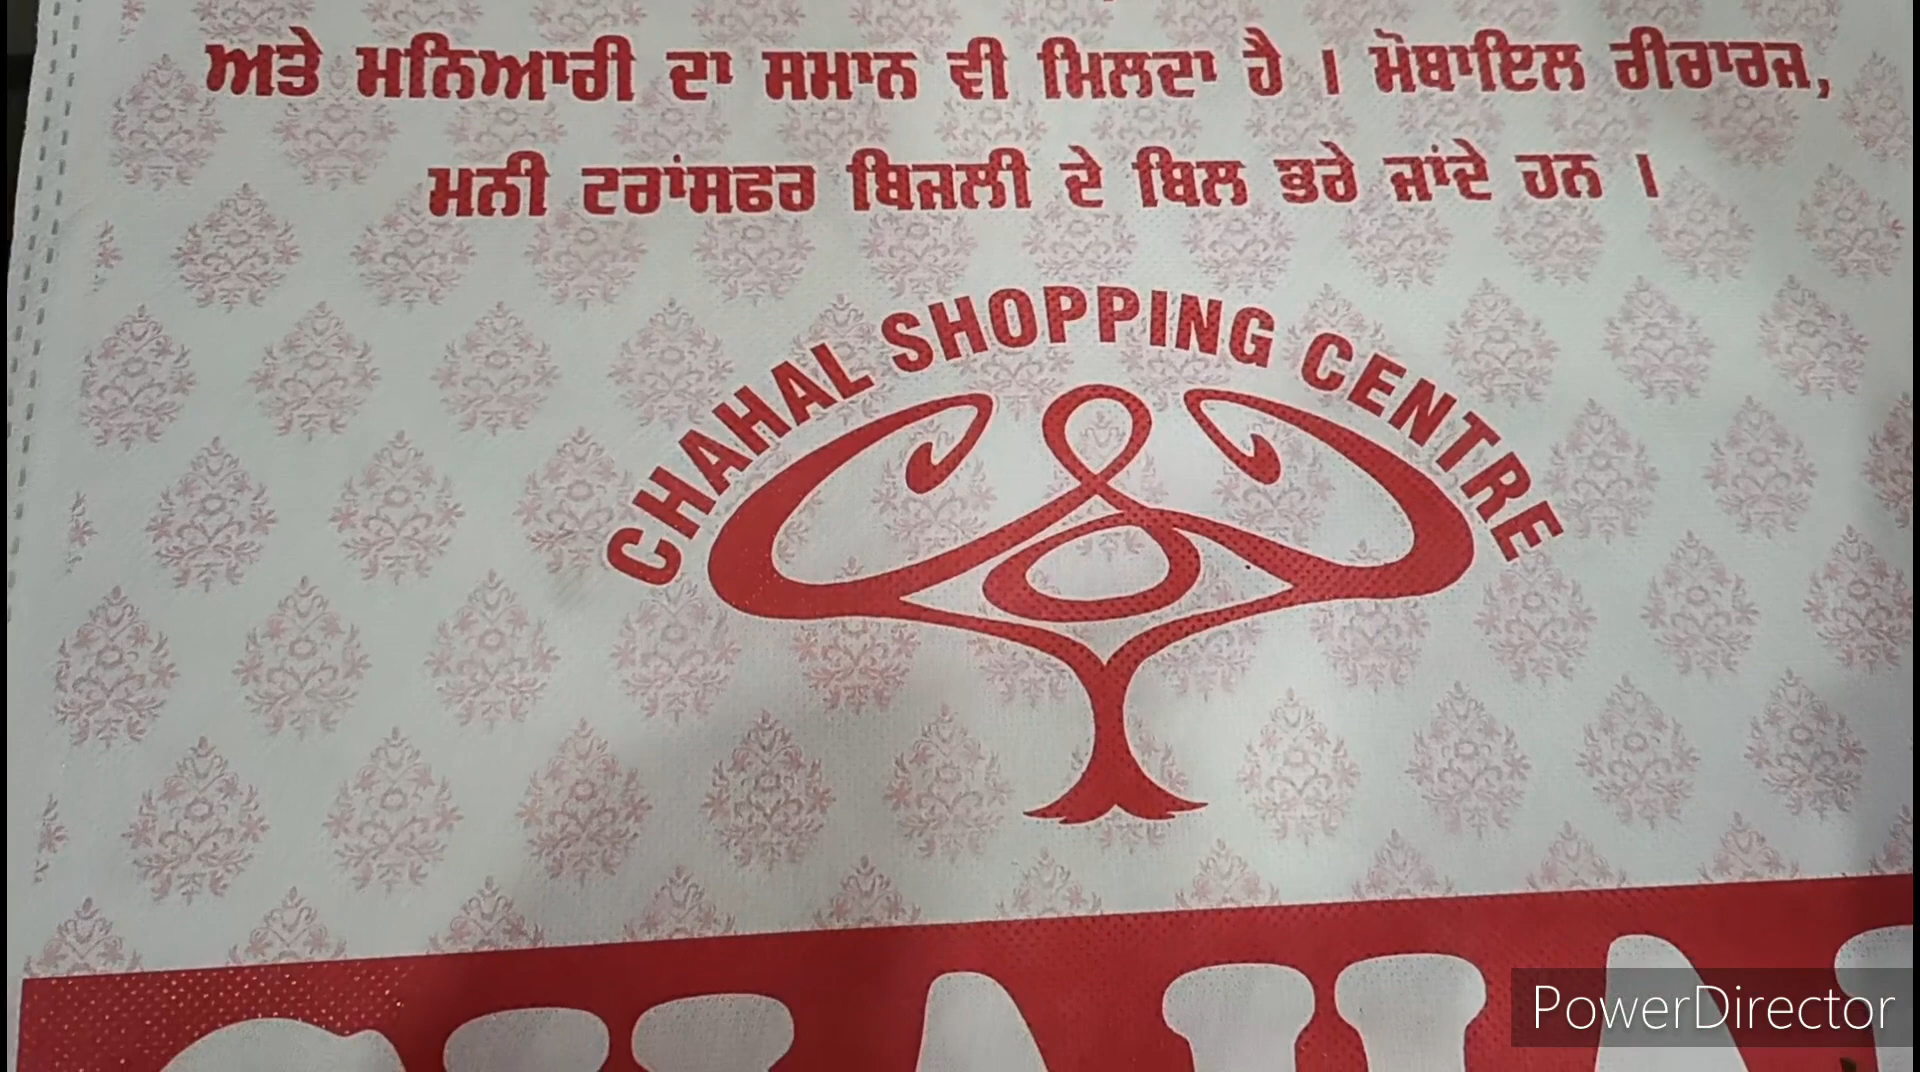 ਅਤੇ ਮਨਿਆਰੀ ਦਾ ਸਮਾਨ ਵੀ ਮਿਲਦਾ ਹੈ । ਮੋਬਾਇਲ ਰੀਚਾਰਜ,
ਮਨੀ ਟਰਾਂਸਫਰ ਬਿਜਲੀ ਦੇ ਬਿਲ ਭਰੇ ਜਾਂਦੇ ਹਨ ।
CHAHAL SHOPPING CENTRE
PowerDirector